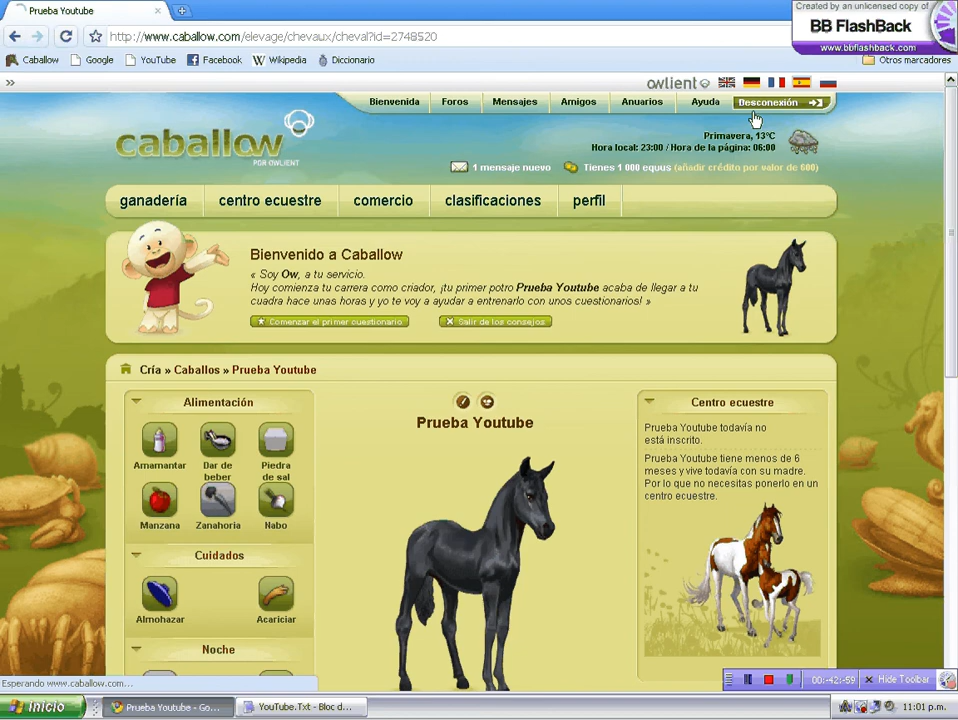 Prueba Youtube
Created by an unlicensed copy of
BB FlashBack
www.bbflashback.com
http://www.caballow.com/elevage/chevaux/cheval?id=2748520
Caballow Google YouTube Facebook Wikipedia Diccionario Otros marcadores
»
owlient
Bienvenida Foros Mensajes Amigos Anuarios Ayuda Desconexión
caballow
POR OWLIENT
Primavera, 13°C
Hora local: 23:00 / Hora de la página: 06:00
1 mensaje nuevo Tienes 1 000 equus (añadir crédito por valor de 600)
ganadería centro ecuestre comercio clasificaciones perfil
Bienvenido a Caballow
« Soy Ow, a tu servicio.
Hoy comienza tu carrera como criador, ¡tu primer potro Prueba Youtube acaba de llegar a tu
cuadra hace unas horas y yo te voy a ayudar a entrenarlo con unos cuestionarios! »
Comenzar el primer cuestionario Salir de los consejos
Cría » Caballos » Prueba Youtube
Alimentación
Amamantar Dar de beber Piedra de sal
Manzana Zanahoria Nabo
Cuidados
Almohazar Acariciar
Noche
Prueba Youtube
Centro ecuestre
Prueba Youtube todavía no
está inscrito.
Prueba Youtube tiene menos de 6
meses y vive todavía con su madre.
Por lo que no necesitas ponerlo en un
centro ecuestre.
Esperando www.caballow.com...
00:-42:-59 Hide Toolbar
Inicio Prueba Youtube - Go... YouTube.Txt - Bloc d... 11:01 p.m.